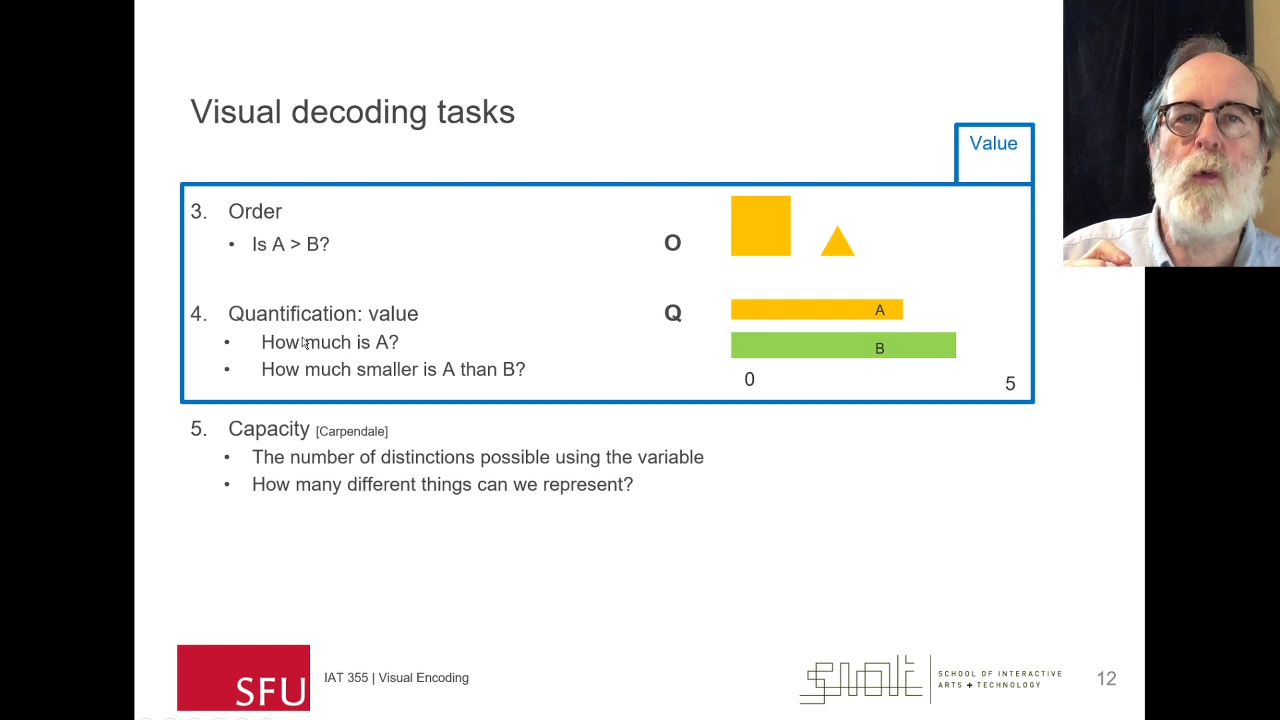 Visual decoding tasks
Value
3. Order
• Is A > B?
O
4. Quantification: value
Q
• How much is A?
• How much smaller is A than B?
A
B
0
5
5. Capacity [Carpendale]
• The number of distinctions possible using the variable
• How many different things can we represent?
SFU
IAT 355 | Visual Encoding
siat
SCHOOL OF INTERACTIVE
ARTS + TECHNOLOGY
12